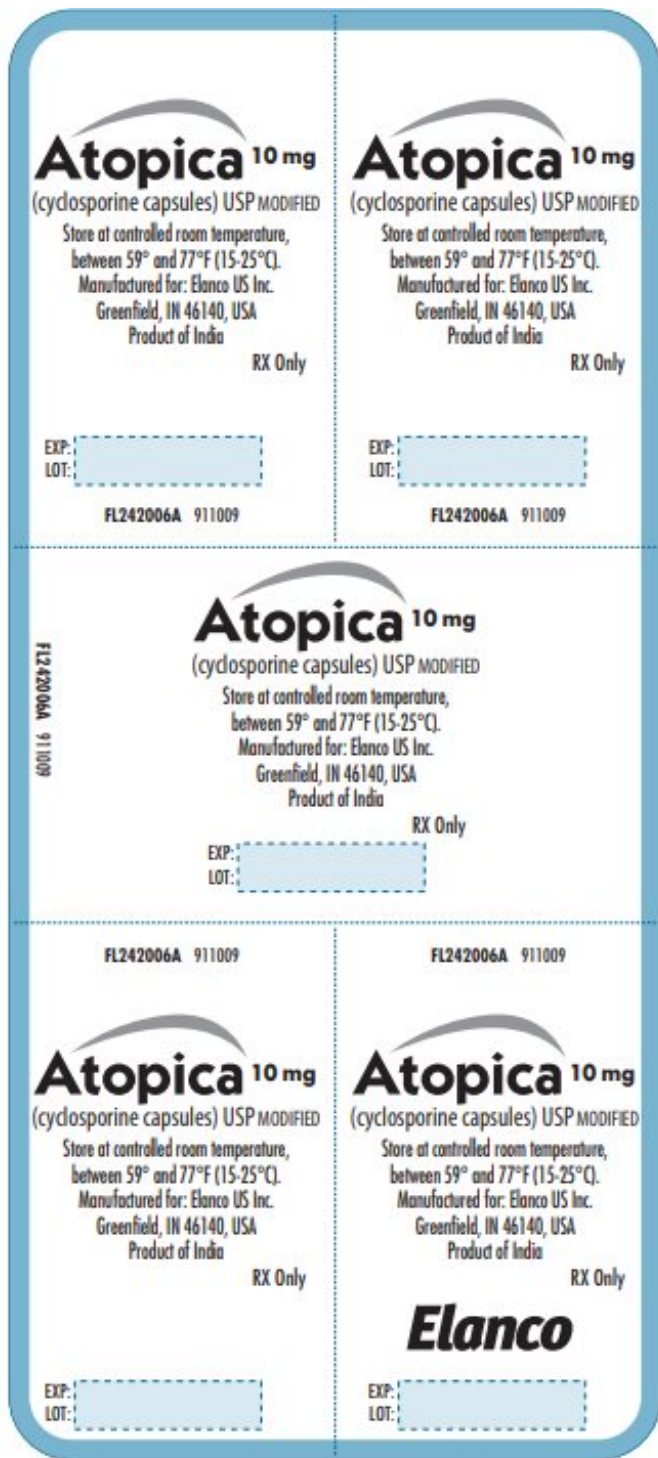 Atopica 10 mg
(cyclosporine capsules) USP MODIFIED
Store at controlled room temperature,
between 59° and 77°F (15-25°C).
Manufactured for: Elanco US Inc.
Greenfield, IN 46140, USA
Product of India
RX Only
EXP:
LOT:
FL242006A 911009
Atopica 10 mg
(cyclosporine capsules) USP MODIFIED
Store at controlled room temperature,
between 59° and 77°F (15-25°C).
Manufactured for: Elanco US Inc.
Greenfield, IN 46140, USA
Product of India
RX Only
EXP:
LOT:
FL242006A 911009
FL242006A 911009
Atopica 10 mg
(cyclosporine capsules) USP MODIFIED
Store at controlled room temperature,
between 59° and 77°F (15-25°C).
Manufactured for: Elanco US Inc.
Greenfield, IN 46140, USA
Product of India
RX Only
EXP:
LOT:
FL242006A 911009
Atopica 10 mg
(cyclosporine capsules) USP MODIFIED
Store at controlled room temperature,
between 59° and 77°F (15-25°C).
Manufactured for: Elanco US Inc.
Greenfield, IN 46140, USA
Product of India
RX Only
EXP:
LOT:
FL242006A 911009
Atopica 10 mg
(cyclosporine capsules) USP MODIFIED
Store at controlled room temperature,
between 59° and 77°F (15-25°C).
Manufactured for: Elanco US Inc.
Greenfield, IN 46140, USA
Product of India
RX Only
Elanco
EXP:
LOT: